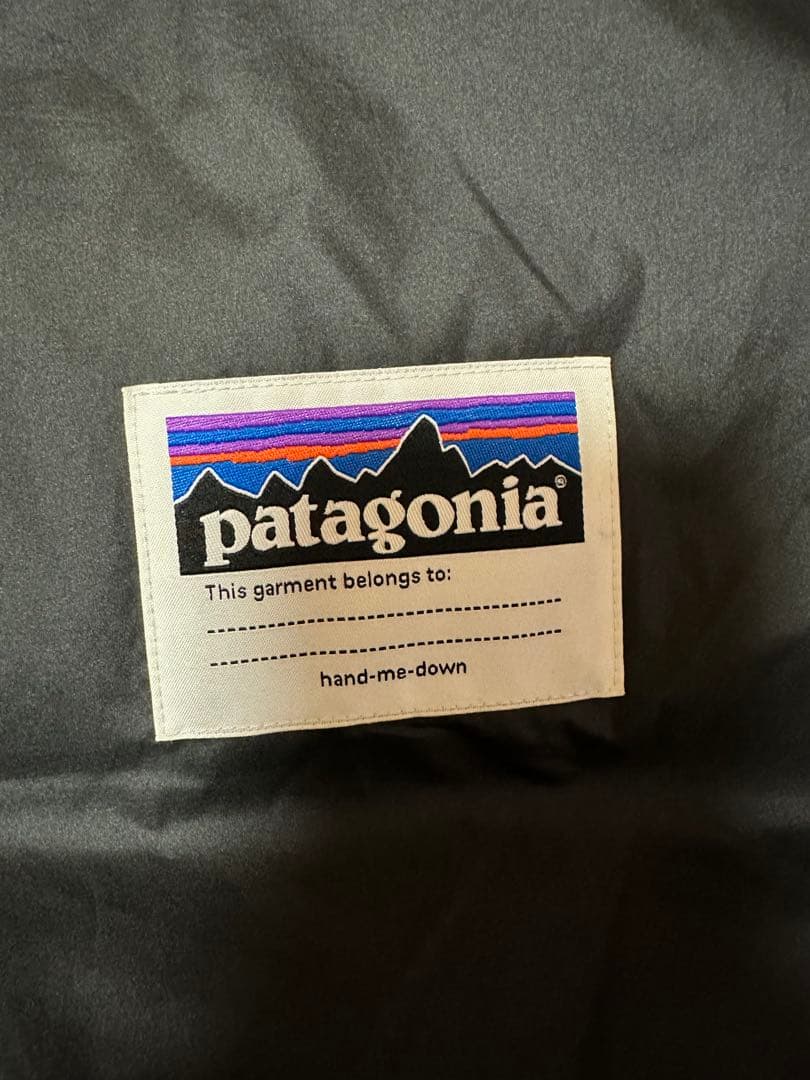 patagonia®
This garment belongs to:
hand-me-down